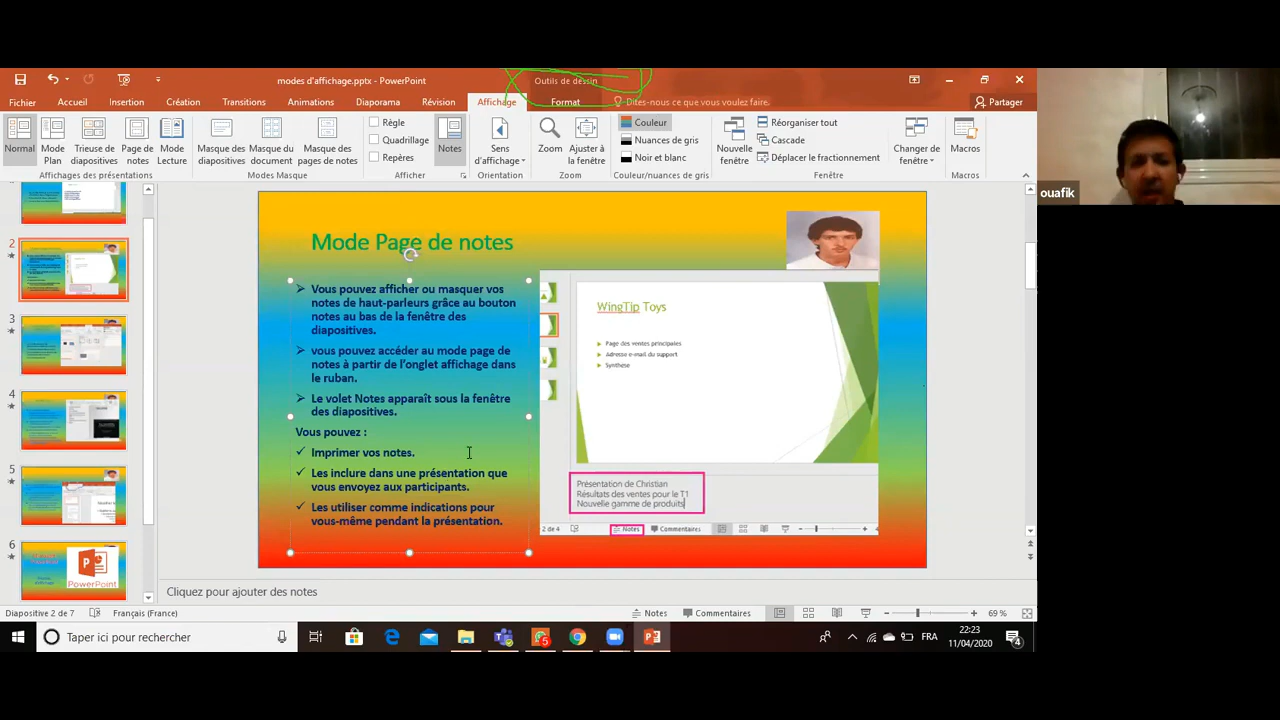 modes d'affichage.pptx - PowerPoint
Outils de dessin
Fichier Accueil Insertion Création Transitions Animations Diaporama Révision Affichage Format Dites-nous ce que vous voulez faire. Partager
Normal
Mode Plan
Trieuse de diapositives
Page de notes
Mode Lecture
Affichages des présentations
Masque des diapositives
Masque du document
Masque des pages de notes
Modes Masque
Règle
Quadrillage
Repères
Afficher
Notes
Sens d'affichage
Orientation
Zoom
Ajuster à la fenêtre
Zoom
Couleur
Nuances de gris
Noir et blanc
Couleur/nuances de gris
Nouvelle fenêtre
Réorganiser tout
Cascade
Déplacer le fractionnement
Fenêtre
Changer de fenêtre
Macros
Macros
ouafik
2
3
4
5
6
PowerPoint
Mode Page de notes
Vous pouvez afficher ou masquer vos
notes de haut-parleurs grâce au bouton
notes au bas de la fenêtre des
diapositives.
vous pouvez accéder au mode page de
notes à partir de l'onglet affichage dans
le ruban.
Le volet Notes apparaît sous la fenêtre
des diapositives.
Vous pouvez :
Imprimer vos notes.
Les inclure dans une présentation que
vous envoyez aux participants.
Les utiliser comme indications pour
vous-même pendant la présentation.
WingTip Toys
Page des ventes principales
Adresse e-mail du support
Synthèse
Présentation de Christian
Résultats des ventes pour le T1
Nouvelle gamme de produits
2 de 4 Notes Commentaires
Cliquez pour ajouter des notes
Diapositive 2 de 7 Français (France) Notes Commentaires 69 %
Taper ici pour rechercher
5
FRA
22:23
11/04/2020
4